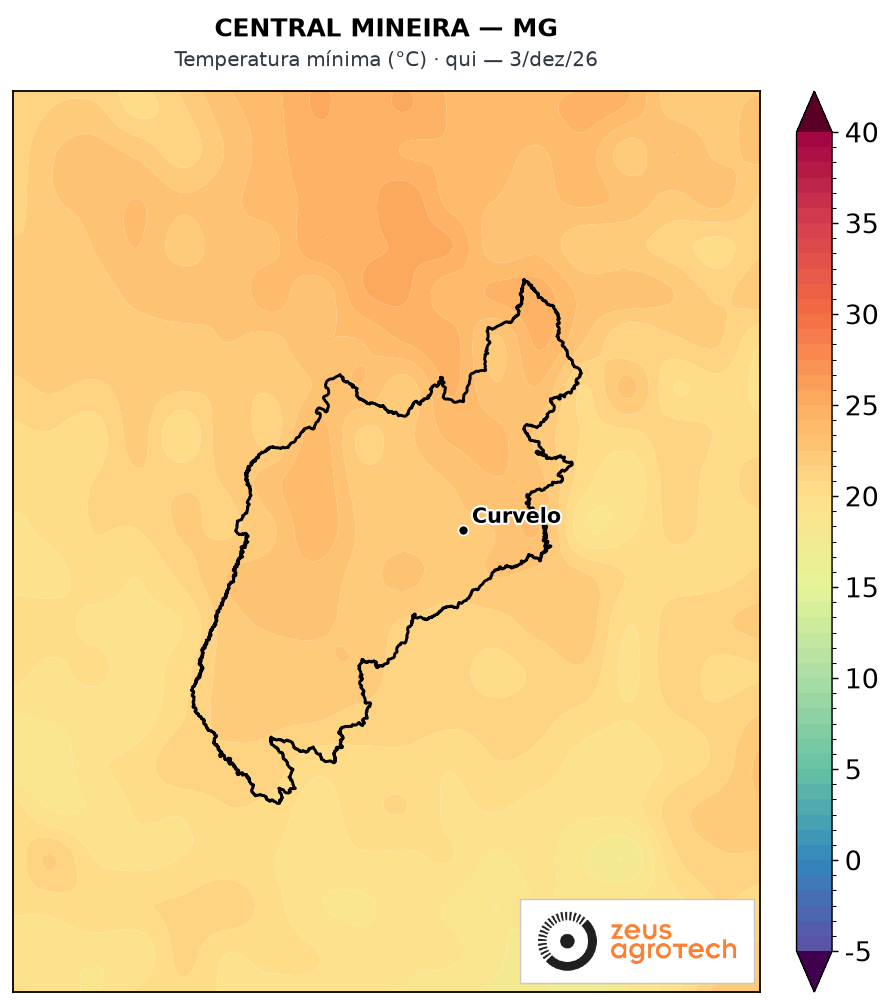 CENTRAL MINEIRA — MG
Temperatura mínima (°C) · qui — 3/dez/26
40
35
30
25
20
15
10
5
0
-5
Curvelo
zeus
agrotech